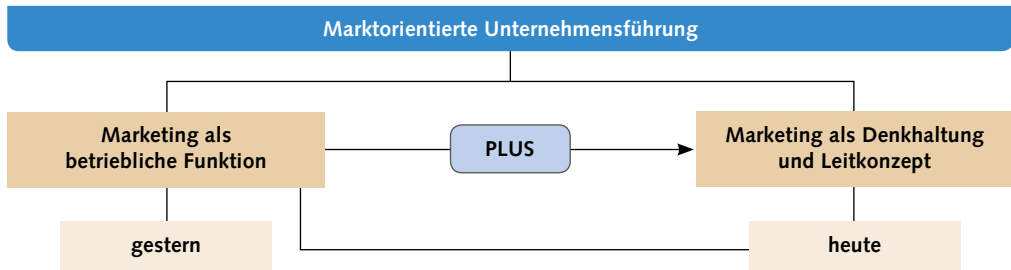 Marktorientierte Unternehmensführung
Marketing als
betriebliche Funktion
PLUS
Marketing als Denkhaltung
und Leitkonzept
gestern
heute